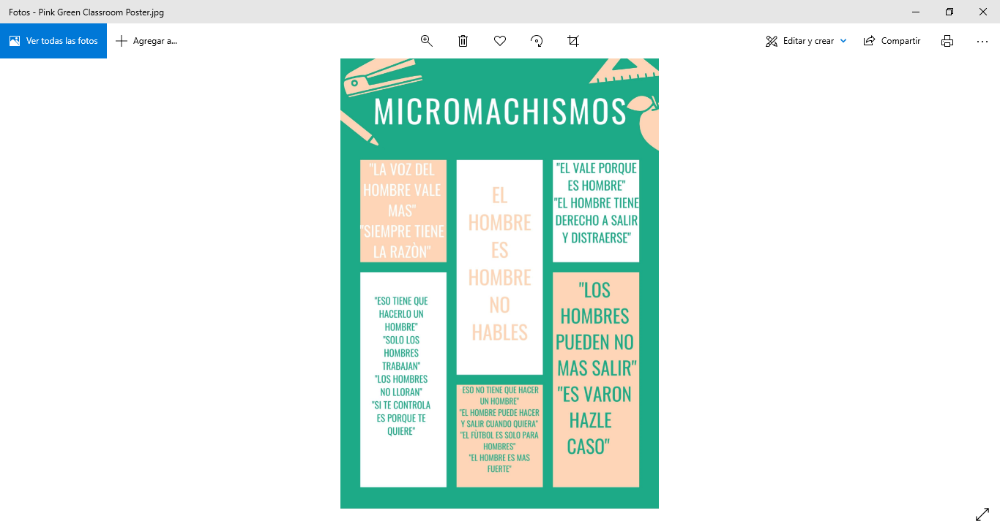 Fotos - Pink Green Classroom Poster.jpg
Ver todas las fotos
Agregar a...
Editar y crear
Compartir
MICROMACHISMOS
"LA VOZ DEL
HOMBRE VALE
MAS"
"SIEMPRE TIENE
LA RAZÒN"
EL
HOMBRE
ES
HOMBRE
NO
HABLES
"EL VALE PORQUE
ES HOMBRE"
"EL HOMBRE TIENE
DERECHO A SALIR
Y DISTRAERSE"
"ESO TIENE QUE
HACERLO UN
HOMBRE"
"SOLO LOS
HOMBRES
TRABAJAN"
"LOS HOMBRES
NO LLORAN"
"SI TE CONTROLA
ES PORQUE TE
QUIERE"
ESO NO TIENE QUE HACER
UN HOMBRE"
"EL HOMBRE PUEDE HACER
Y SALIR CUANDO QUIERA"
"EL FÙTBOL ES SOLO PARA
HOMBRES"
"EL HOMBRE ES MAS
FUERTE"
"LOS
HOMBRES
PUEDEN NO
MAS SALIR"
"ES VARON
HAZLE
CASO"